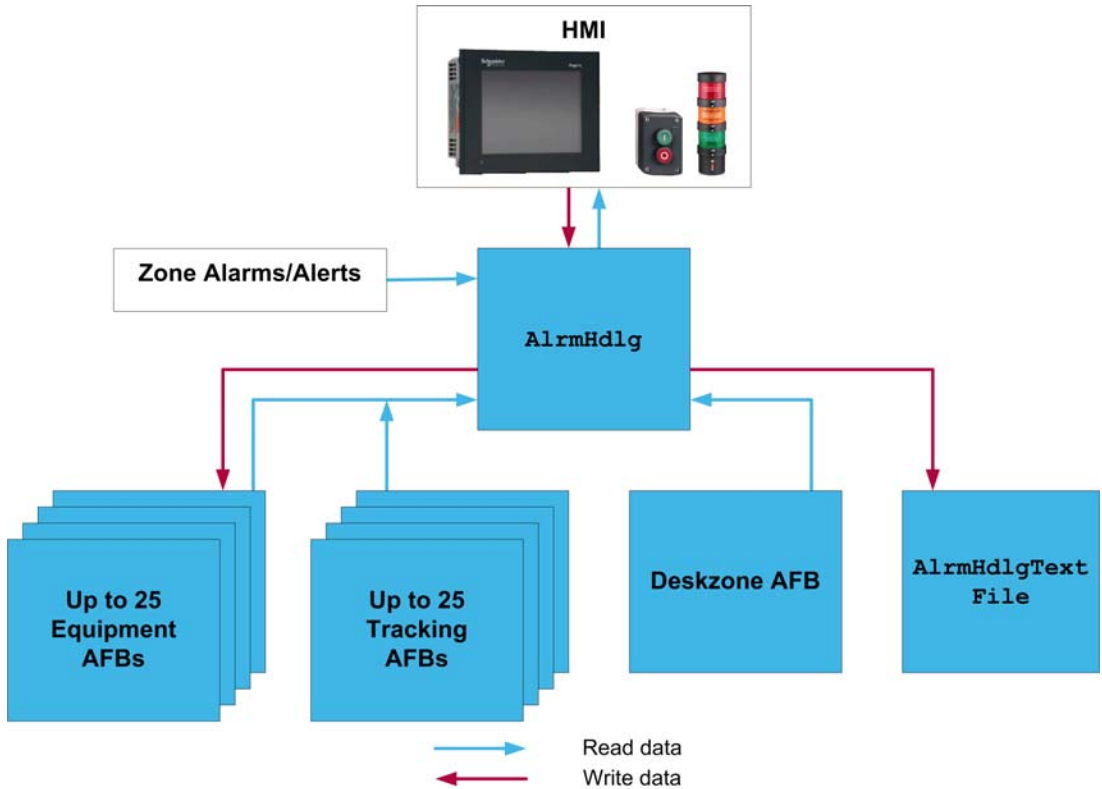 HMI
Schneider
Zone Alarms/Alerts
AlrmHdlg
Up to 25
Equipment
AFBs
Up to 25
Tracking
AFBs
Deskzone AFB
AlrmHdlgText
File
Read data
Write data